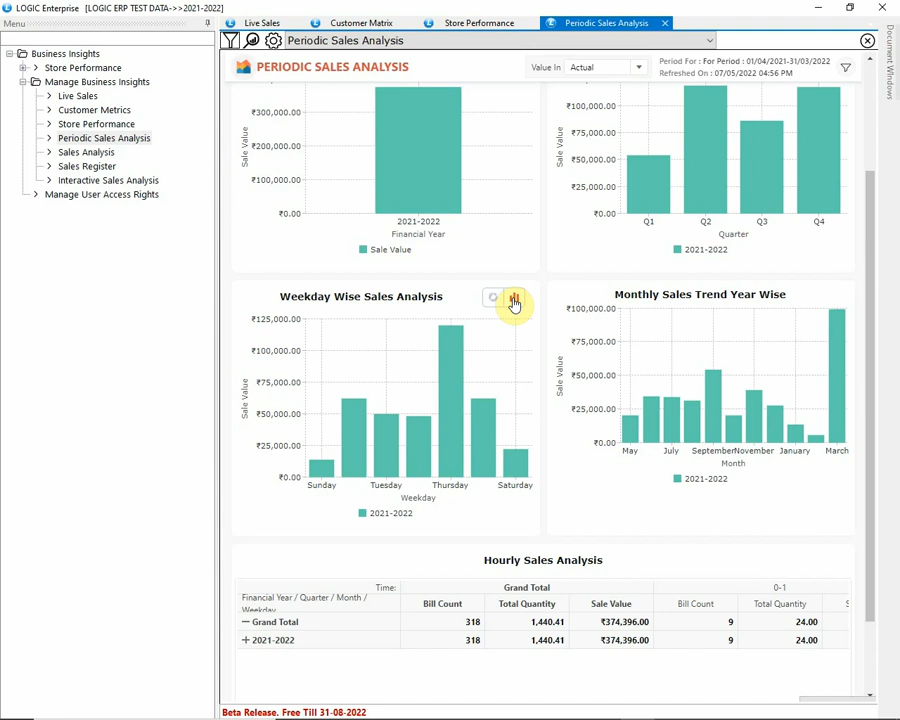 LOGIC Enterprise [LOGIC ERP TEST DATA->>2021-2022]
Menu
Business Insights
Store Performance
Manage Business Insights
Live Sales
Customer Metrics
Store Performance
Periodic Sales Analysis
Sales Analysis
Sales Register
Interactive Sales Analysis
Manage User Access Rights
Live Sales
Customer Matrix
Store Performance
Periodic Sales Analysis
Periodic Sales Analysis
Document Windows
PERIODIC SALES ANALYSIS
Value In
Actual
Period For : For Period : 01/04/2021-31/03/2022
Refreshed On : 07/05/2022 04:56 PM
Sale Value
₹300,000.00
₹200,000.00
₹100,000.00
₹0.00
2021-2022
Financial Year
Sale Value
Sale Value
₹100,000.00
₹75,000.00
₹50,000.00
₹25,000.00
₹0.00
Q1 Q2 Q3 Q4
Quarter
2021-2022
Weekday Wise Sales Analysis
Sale Value
₹125,000.00
₹100,000.00
₹75,000.00
₹50,000.00
₹25,000.00
₹0.00
Sunday Tuesday Thursday Saturday
Weekday
2021-2022
Monthly Sales Trend Year Wise
Sale Value
₹100,000.00
₹75,000.00
₹50,000.00
₹25,000.00
₹0.00
May July September November January March
Month
2021-2022
Hourly Sales Analysis
Time: Grand Total 0-1
Financial Year / Quarter / Month / Weekday Bill Count Total Quantity Sale Value Bill Count Total Quantity S
Grand Total 318 1,440.41 ₹374,396.00 9 24.00
2021-2022 318 1,440.41 ₹374,396.00 9 24.00
Beta Release. Free Till 31-08-2022